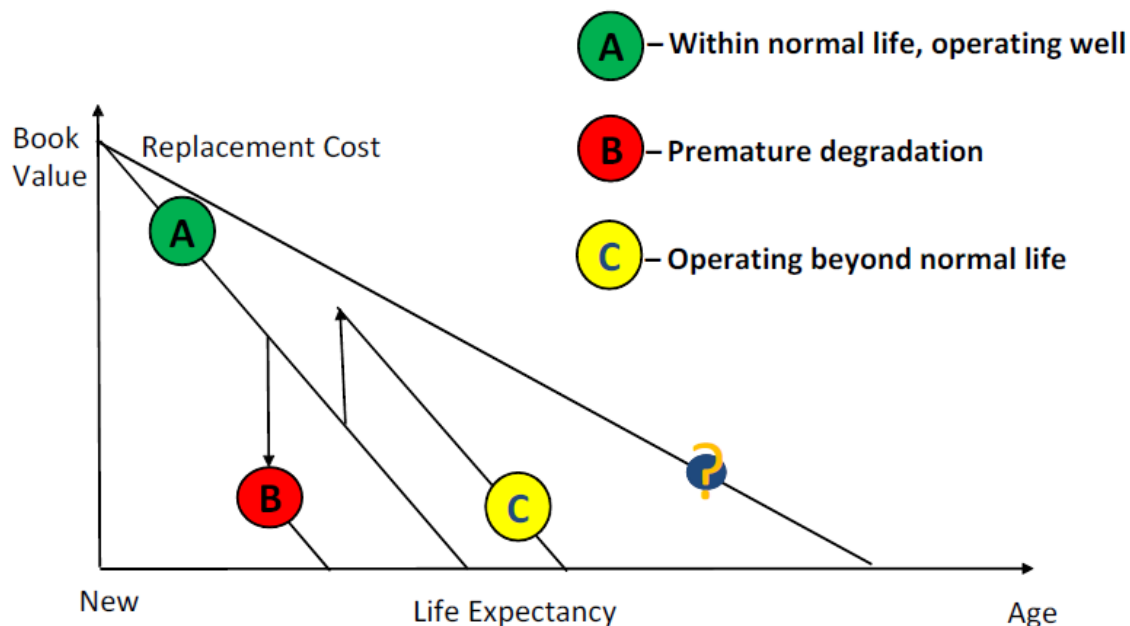 A – Within normal life, operating well
B – Premature degradation
C – Operating beyond normal life
Book
Value
Replacement Cost
A
B
C
?
New
Life Expectancy
Age